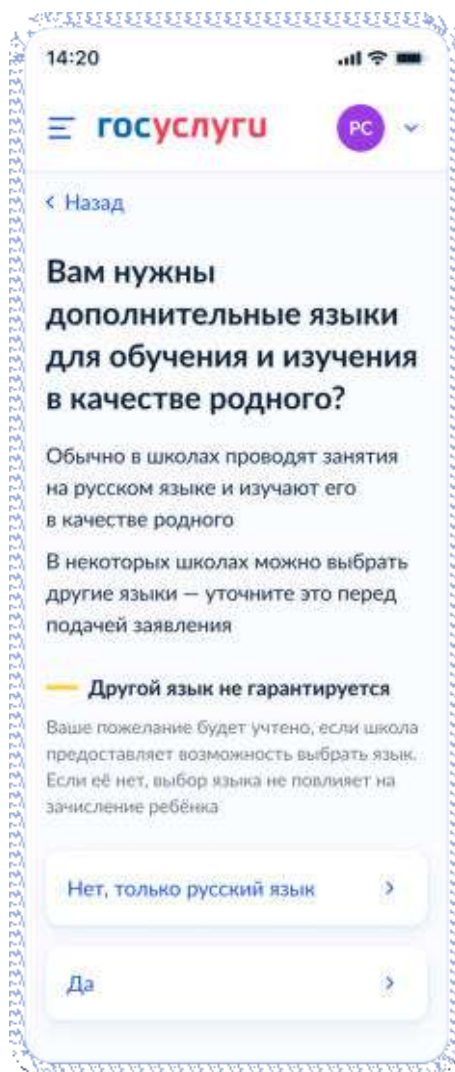 14:20
госуслуги
РС
Назад
Вам нужны
дополнительные языки
для обучения и изучения
в качестве родного?
Обычно в школах проводят занятия
на русском языке и изучают его
в качестве родного
В некоторых школах можно выбрать
другие языки — уточните это перед
подачей заявления
Другой язык не гарантируется
Ваше пожелание будет учтено, если школа
предоставляет возможность выбрать язык.
Если её нет, выбор языка не повлияет на
зачисление ребёнка
Нет, только русский язык
Да